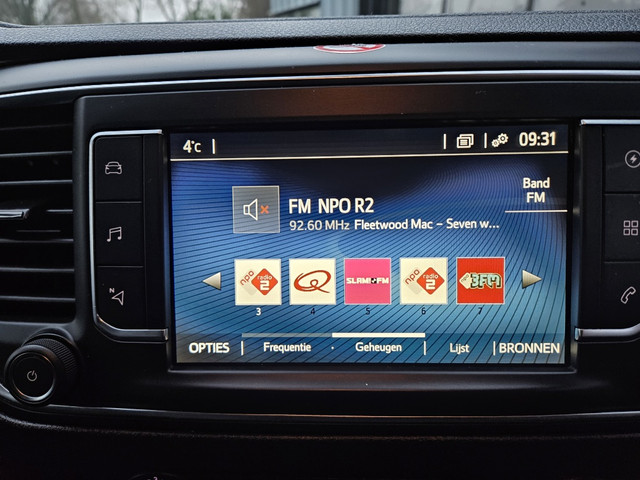 4°C
09:31
FM NPO R2
92.60 MHz Fleetwood Mac - Seven w...
Band
FM
npo radio 2
Q
SLAM! FM
npo radio 2
3FM
3
4
5
6
7
OPTIES
Frequentie
Geheugen
Lijst
BRONNEN
N